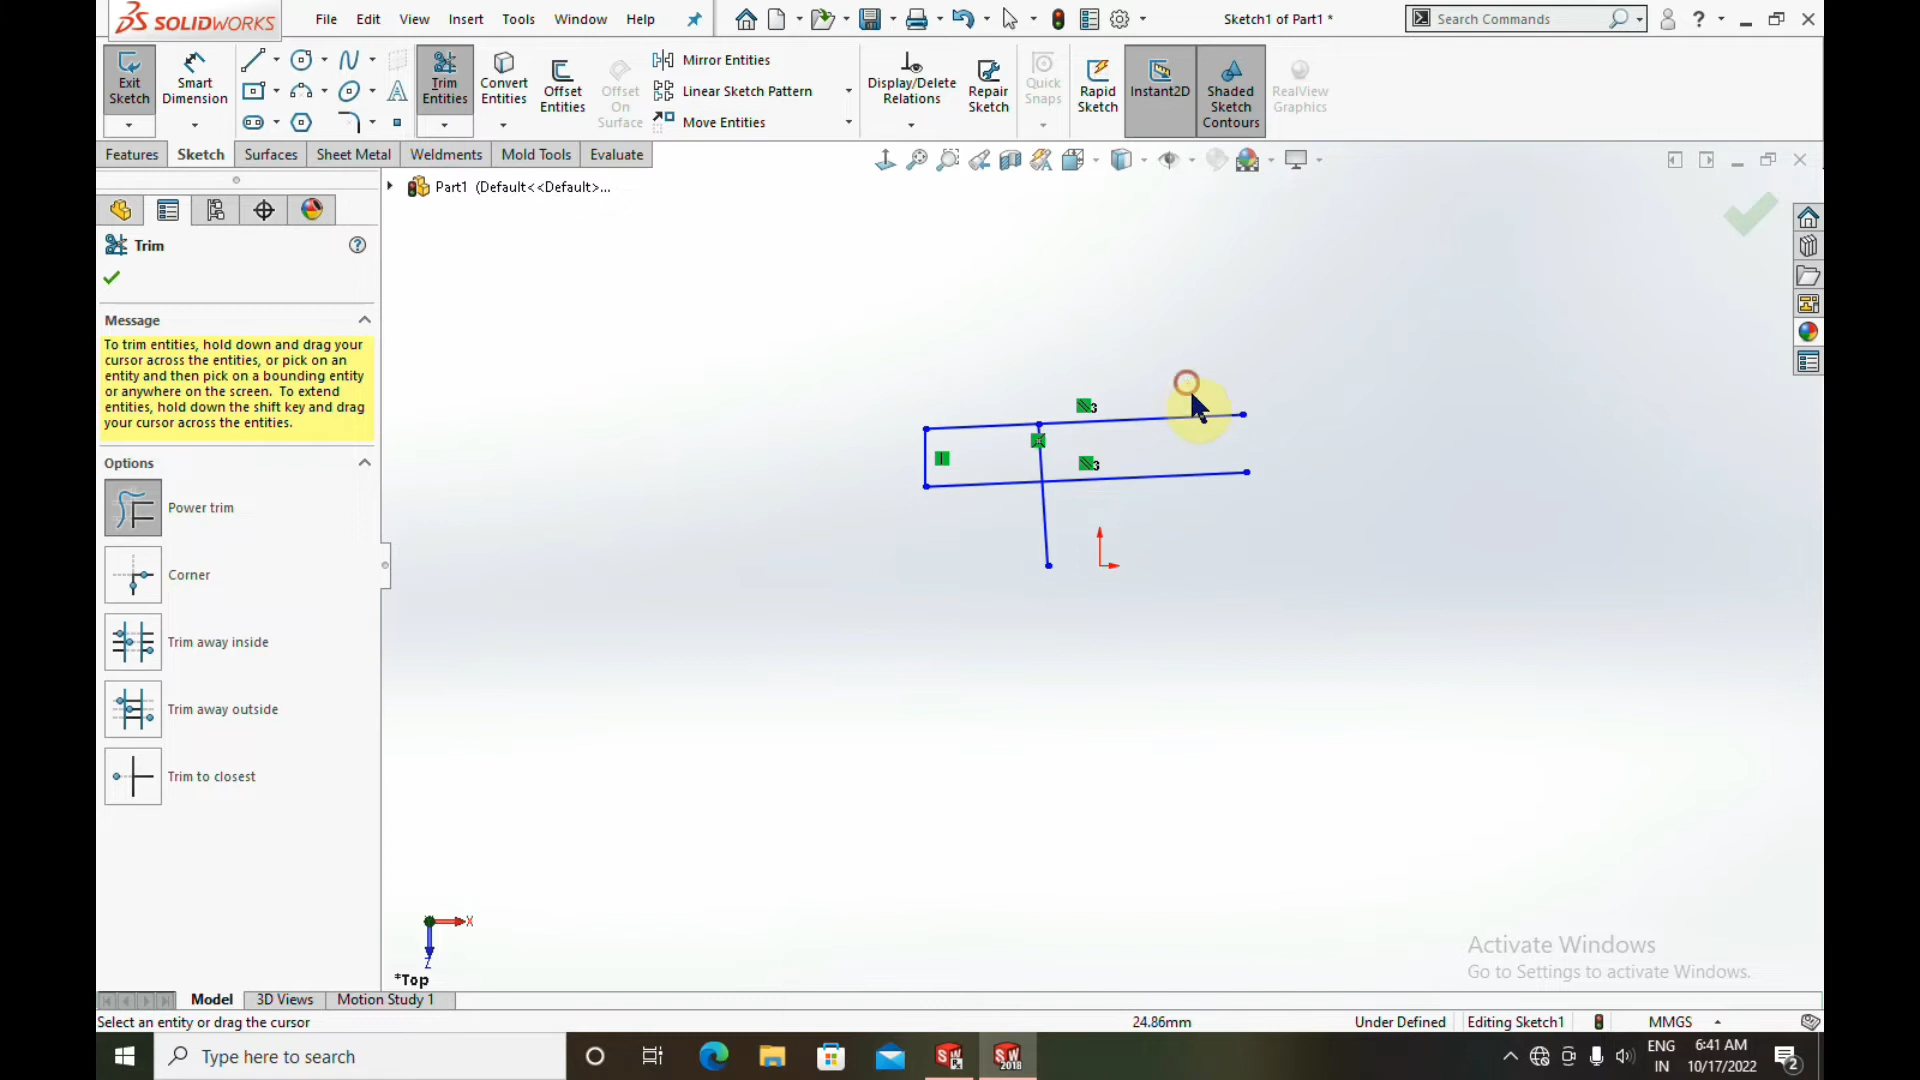 SOLIDWORKS
File
Edit
View
Insert
Tools
Window
Help
Sketch1 of Part1 *
Search Commands
?
Exit
Sketch
Smart
Dimension
Trim
Entities
Convert
Entities
Offset
Entities
Offset
On
Surface
Mirror Entities
Linear Sketch Pattern
Move Entities
Display/Delete
Relations
Repair
Sketch
Quick
Snaps
Rapid
Sketch
Instant2D
Shaded
Sketch
Contours
RealView
Graphics
Features
Sketch
Surfaces
Sheet Metal
Weldments
Mold Tools
Evaluate
Part1 (Default<<Default>...
Trim
?
Message
To trim entities, hold down and drag your
cursor across the entities, or pick on an
entity and then pick on a bounding entity
or anywhere on the screen. To extend
entities, hold down the shift key and drag
your cursor across the entities.
Options
Power trim
Corner
Trim away inside
Trim away outside
Trim to closest
3
3
X
Z
*Top
Activate Windows
Go to Settings to activate Windows.
Model
3D Views
Motion Study 1
Select an entity or drag the cursor
24.86mm
Under Defined
Editing Sketch1
MMGS
Type here to search
SW
SW
2018
ENG
IN
6:41 AM
10/17/2022
2